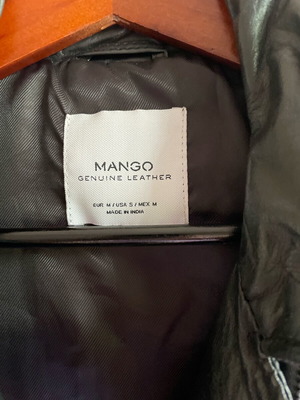 MANGO
GENUINE LEATHER
EUR M / USA S / MEX M
MADE IN INDIA